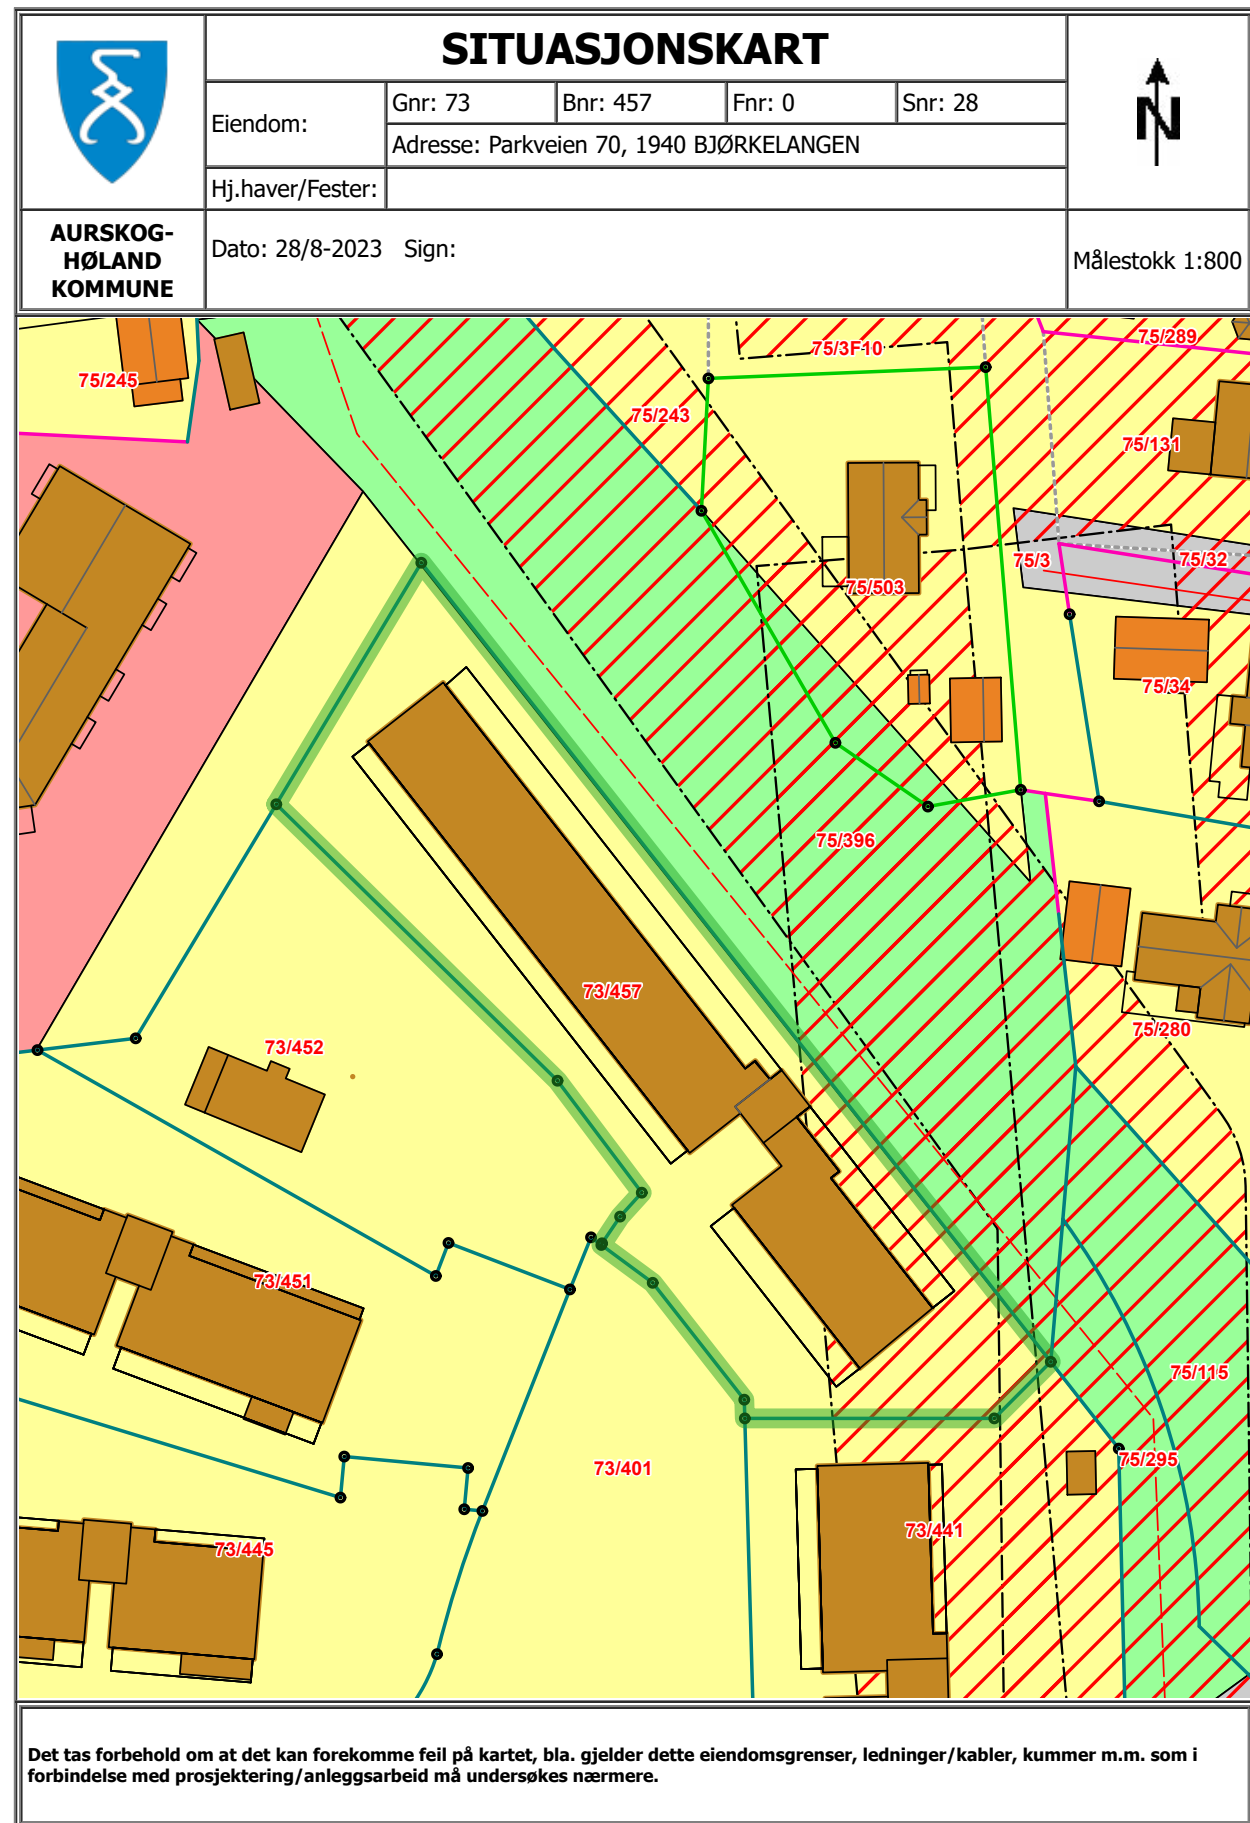 SITUASJONSKART
Eiendom:
Gnr: 73
Bnr: 457
Fnr: 0
Snr: 28
Adresse: Parkveien 70, 1940 BJØRKELANGEN
Hj.haver/Fester:
N
AURSKOG-
HØLAND
KOMMUNE
Dato: 28/8-2023 Sign:
Målestokk 1:800
75/289
75/3F10
75/245
75/243
75/131
75/3
75/32
75/503
75/34
75/396
73/457
75/280
73/452
73/451
75/115
75/295
73/401
73/441
73/445
Det tas forbehold om at det kan forekomme feil på kartet, bla. gjelder dette eiendomsgrenser, ledninger/kabler, kummer m.m. som i
forbindelse med prosjektering/anleggsarbeid må undersøkes nærmere.